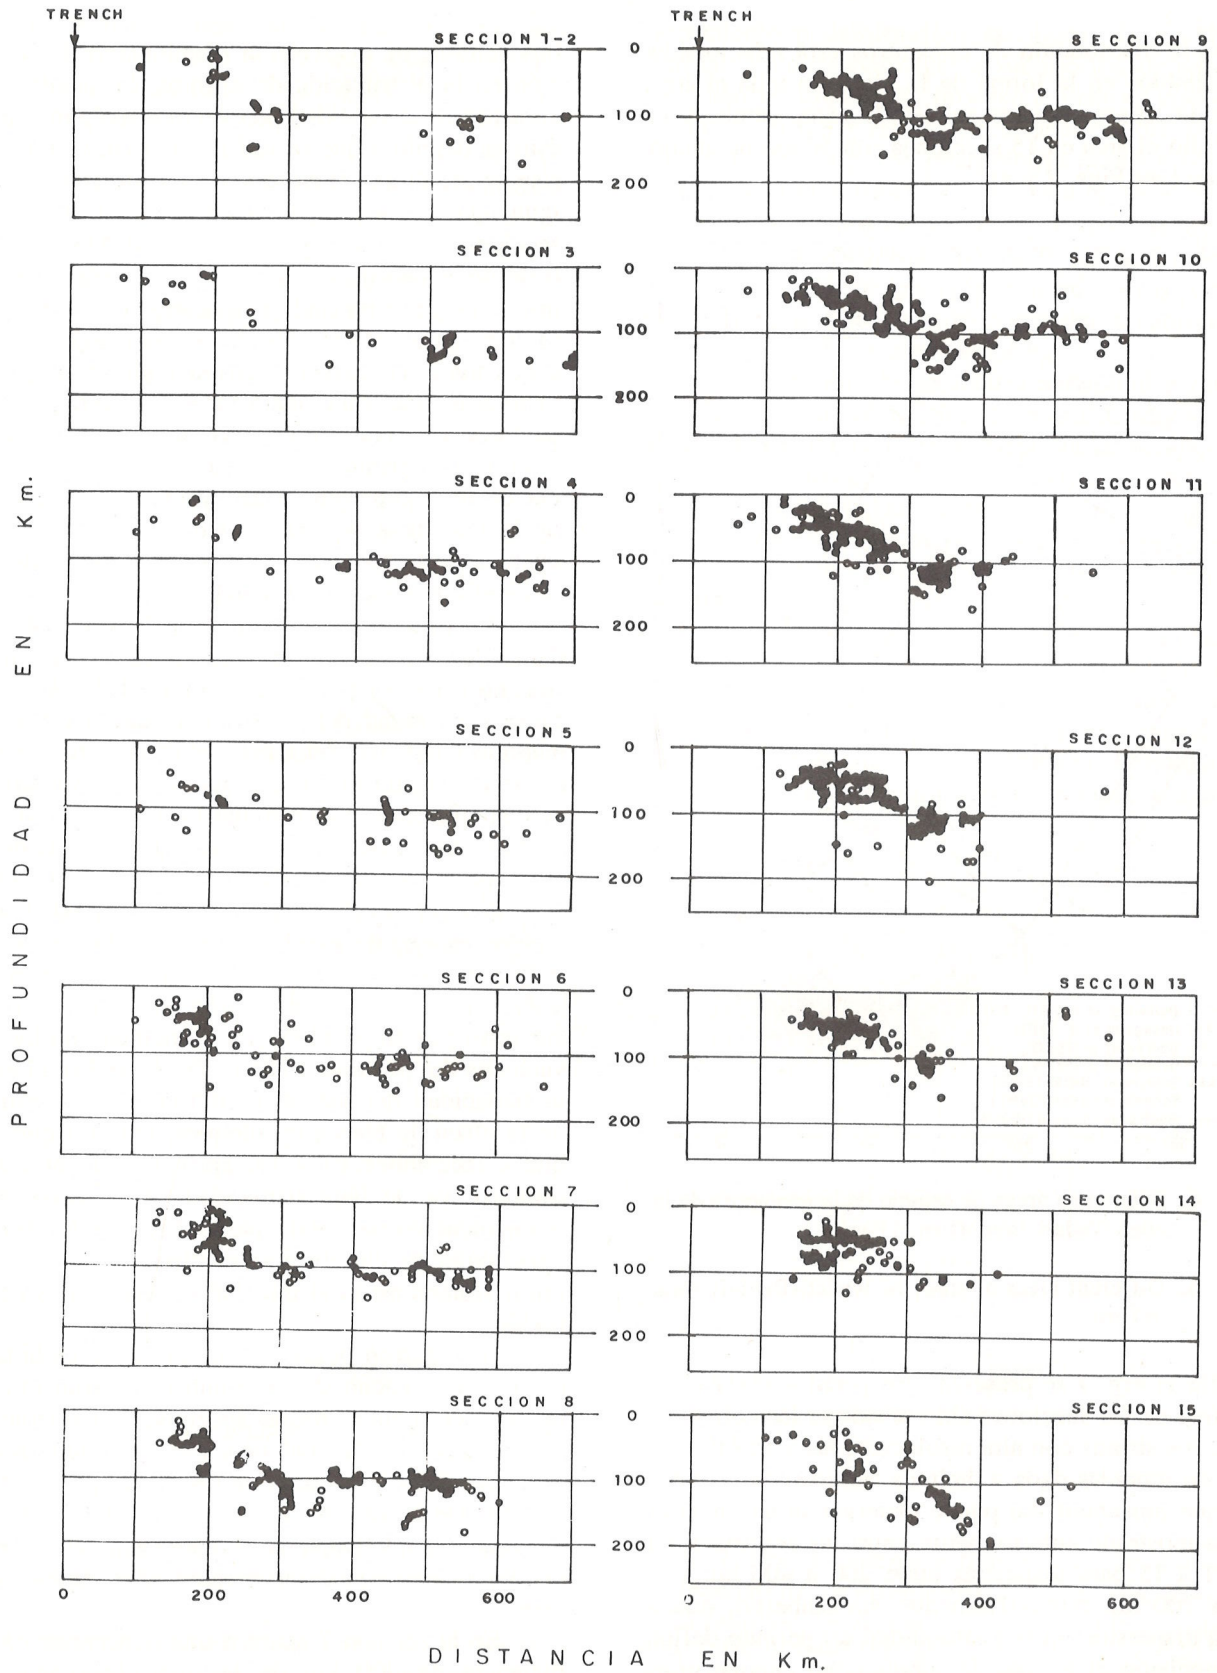 TRENCH
SECCION 1-2
0
100
200
SECCION 3
0
100
200
SECCION 4
0
100
200
SECCION 5
0
100
200
SECCION 6
0
100
200
SECCION 7
0
100
200
SECCION 8
0
100
200
0 200 400 600
TRENCH
SECCION 9
SECCION 10
SECCION 11
SECCION 12
SECCION 13
SECCION 14
SECCION 15
0 200 400 600
PROFUNDIDAD EN Km.
DISTANCIA EN Km.